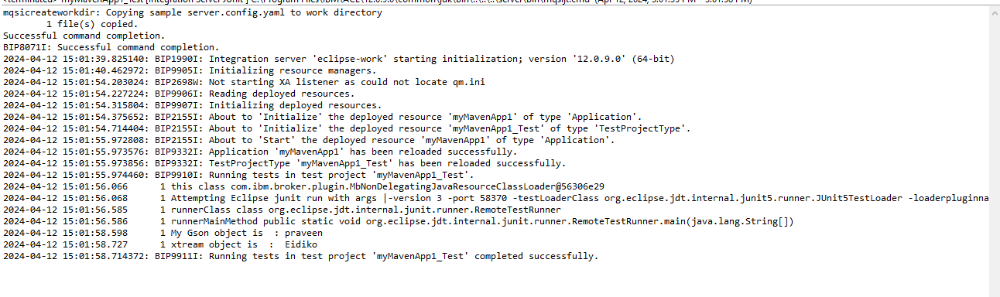 mqsicreateworkdir: Copying sample server.config.yaml to work directory
1 file(s) copied.
Successful command completion.
BIP8071I: Successful command completion.
2024-04-12 15:01:39.825140: BIP1990I: Integration server 'eclipse-work' starting initialization; version '12.0.9.0' (64-bit)
2024-04-12 15:01:40.462972: BIP9905I: Initializing resource managers.
2024-04-12 15:01:54.203024: BIP2698W: Not starting XA listener as could not locate qm.ini
2024-04-12 15:01:54.227224: BIP9906I: Reading deployed resources.
2024-04-12 15:01:54.315804: BIP9907I: Initializing deployed resources.
2024-04-12 15:01:54.375652: BIP2155I: About to 'Initialize' the deployed resource 'myMavenApp1' of type 'Application'.
2024-04-12 15:01:54.714404: BIP2155I: About to 'Initialize' the deployed resource 'myMavenApp1_Test' of type 'TestProjectType'.
2024-04-12 15:01:55.972808: BIP2155I: About to 'Start' the deployed resource 'myMavenApp1' of type 'Application'.
2024-04-12 15:01:55.973576: BIP9332I: Application 'myMavenApp1' has been reloaded successfully.
2024-04-12 15:01:55.973856: BIP9332I: TestProjectType 'myMavenApp1_Test' has been reloaded successfully.
2024-04-12 15:01:55.974460: BIP9910I: Running tests in test project 'myMavenApp1_Test'.
2024-04-12 15:01:56.066 1 this class com.ibm.broker.plugin.MbNonDelegatingJavaResourceClassLoader@56306e29
2024-04-12 15:01:56.068 1 Attempting Eclipse junit run with args |-version 3 -port 58370 -testLoaderClass org.eclipse.jdt.internal.junit5.runner.JUnit5TestLoader -loaderpluginna
2024-04-12 15:01:56.585 1 runnerClass class org.eclipse.jdt.internal.junit.runner.RemoteTestRunner
2024-04-12 15:01:56.586 1 runnerMainMethod public static void org.eclipse.jdt.internal.junit.runner.RemoteTestRunner.main(java.lang.String[])
2024-04-12 15:01:58.598 1 My Gson object is : praveen
2024-04-12 15:01:58.727 1 xtream object is : Eidiko
2024-04-12 15:01:58.714372: BIP9911I: Running tests in test project 'myMavenApp1_Test' completed successfully.